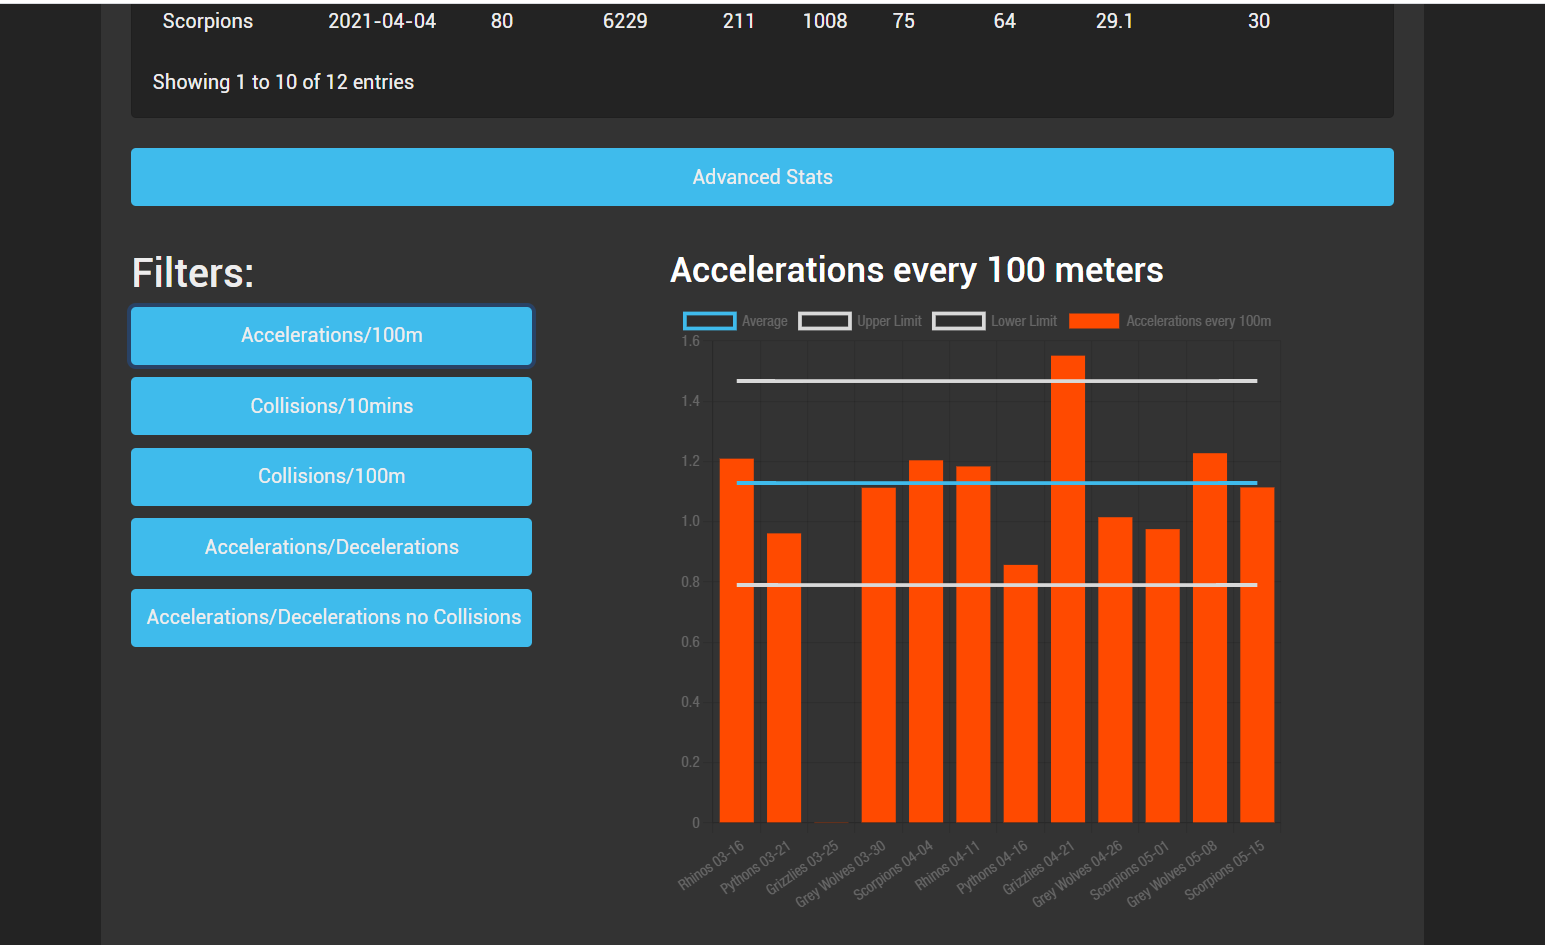 Scorpions 2021-04-04 80 6229 211 1008 75 64 29.1 30
Showing 1 to 10 of 12 entries
Advanced Stats
Filters:
Accelerations/100m
Collisions/10mins
Collisions/100m
Accelerations/Decelerations
Accelerations/Decelerations no Collisions
Accelerations every 100 meters
Average Upper Limit Lower Limit Accelerations every 100m
1.6
1.4
1.2
1.0
0.8
0.6
0.4
0.2
0
Rhinos 03-16
Pythons 03-21
Grizzlies 03-25
Grey Wolves 03-30
Scorpions 04-04
Rhinos 04-11
Pythons 04-16
Grizzlies 04-21
Grey Wolves 04-26
Scorpions 05-01
Grey Wolves 05-08
Scorpions 05-15